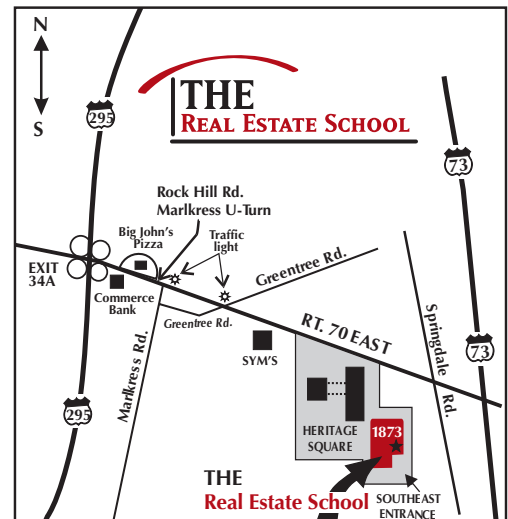 N
S
295
THE
REAL ESTATE SCHOOL
73
Rock Hill Rd.
Marlkress U-Turn
Big John's
Pizza
Traffic
light
EXIT
34A
Commerce
Bank
Greentree Rd.
Greentree Rd.
Marlkress Rd.
RT. 70 EAST
SYM'S
Springdale Rd.
73
295
HERITAGE
SQUARE
1873
THE
Real Estate School
SOUTHEAST
ENTRANCE